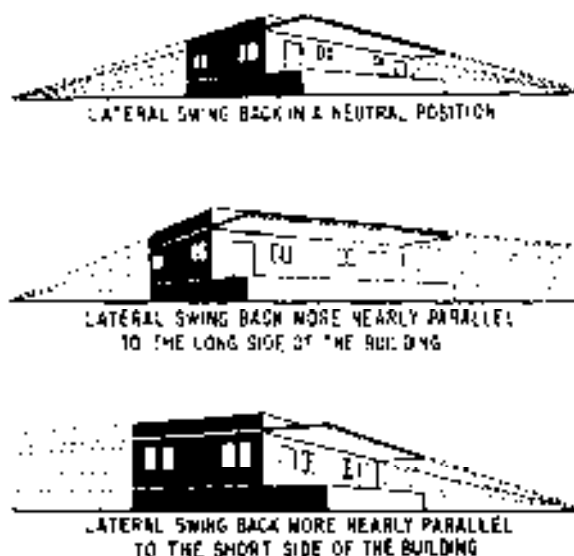 LATERAL SWING BACK IN A NEUTRAL POSITION
LATERAL SWING BACK MORE NEARLY PARALLEL
TO THE LONG SIDE OF THE BUILDING
LATERAL SWING BACK MORE NEARLY PARALLEL
TO THE SHORT SIDE OF THE BUILDING